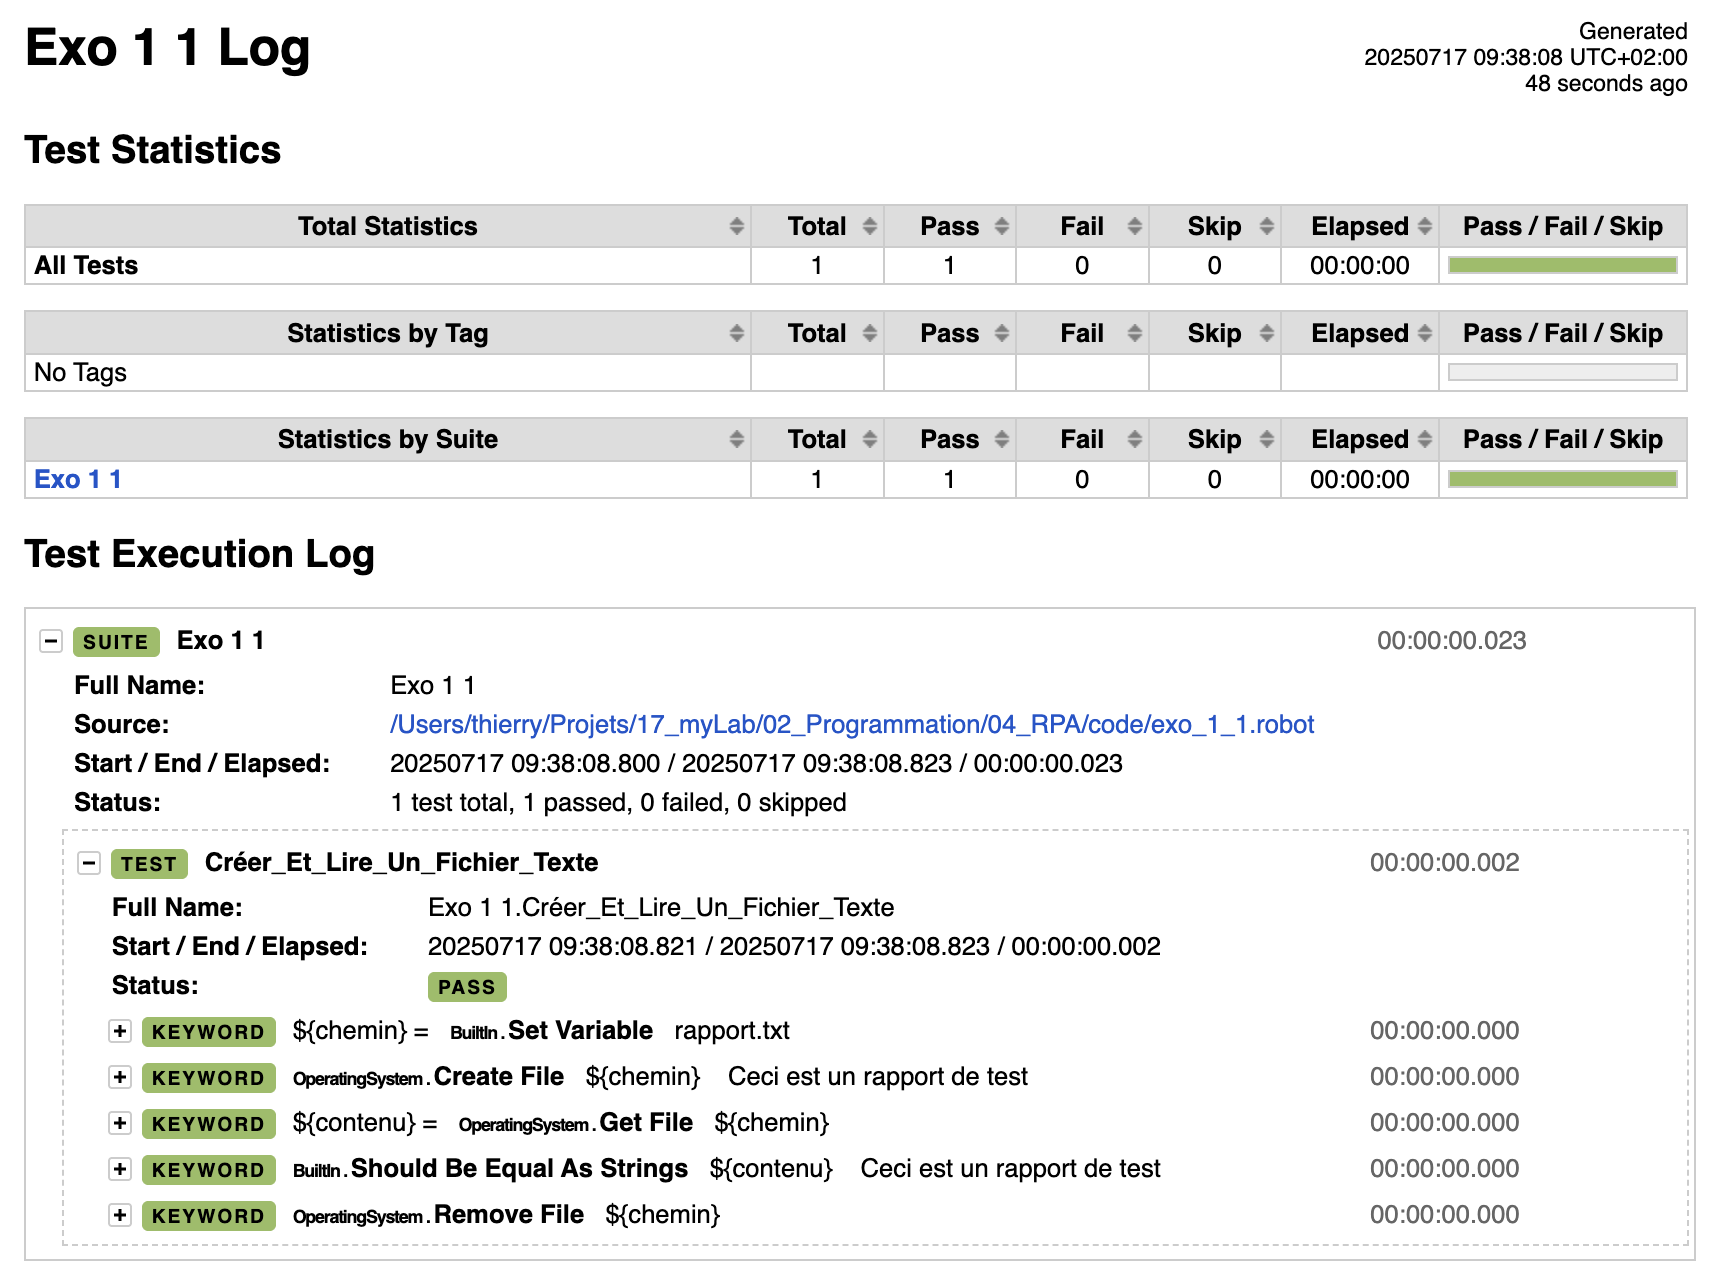 Exo 1 1 Log
Generated
20250717 09:38:08 UTC+02:00
48 seconds ago
Test Statistics
Total Statistics Total Pass Fail Skip Elapsed Pass / Fail / Skip
All Tests 1 1 0 0 00:00:00
Statistics by Tag Total Pass Fail Skip Elapsed Pass / Fail / Skip
No Tags
Statistics by Suite Total Pass Fail Skip Elapsed Pass / Fail / Skip
Exo 1 1 1 1 0 0 00:00:00
Test Execution Log
SUITE Exo 1 1 00:00:00.023
Full Name: Exo 1 1
Source: /Users/thierry/Projets/17_myLab/02_Programmation/04_RPA/code/exo_1_1.robot
Start / End / Elapsed: 20250717 09:38:08.800 / 20250717 09:38:08.823 / 00:00:00.023
Status: 1 test total, 1 passed, 0 failed, 0 skipped
TEST Créer_Et_Lire_Un_Fichier_Texte 00:00:00.002
Full Name: Exo 1 1.Créer_Et_Lire_Un_Fichier_Texte
Start / End / Elapsed: 20250717 09:38:08.821 / 20250717 09:38:08.823 / 00:00:00.002
Status: PASS
KEYWORD ${chemin} = BuiltIn.Set Variable rapport.txt 00:00:00.000
KEYWORD OperatingSystem.Create File ${chemin} Ceci est un rapport de test 00:00:00.000
KEYWORD ${contenu} = OperatingSystem.Get File ${chemin} 00:00:00.000
KEYWORD BuiltIn.Should Be Equal As Strings ${contenu} Ceci est un rapport de test 00:00:00.000
KEYWORD OperatingSystem.Remove File ${chemin} 00:00:00.000